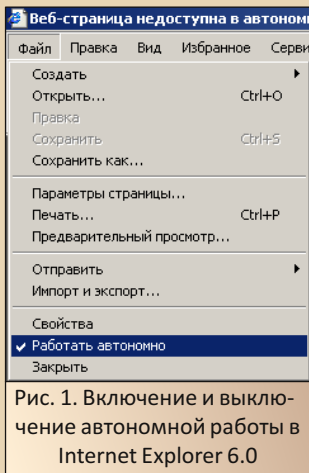 Веб-страница недоступна в автоном
Файл Правка Вид Избранное Серви
Создать
Открыть... Ctrl+O
Правка
Сохранить Ctrl+S
Сохранить как...
Параметры страницы...
Печать... Ctrl+P
Предварительный просмотр...
Отправить
Импорт и экспорт...
Свойства
Работать автономно
Закрыть
Рис. 1. Включение и выклю-
чение автономной работы в
Internet Explorer 6.0